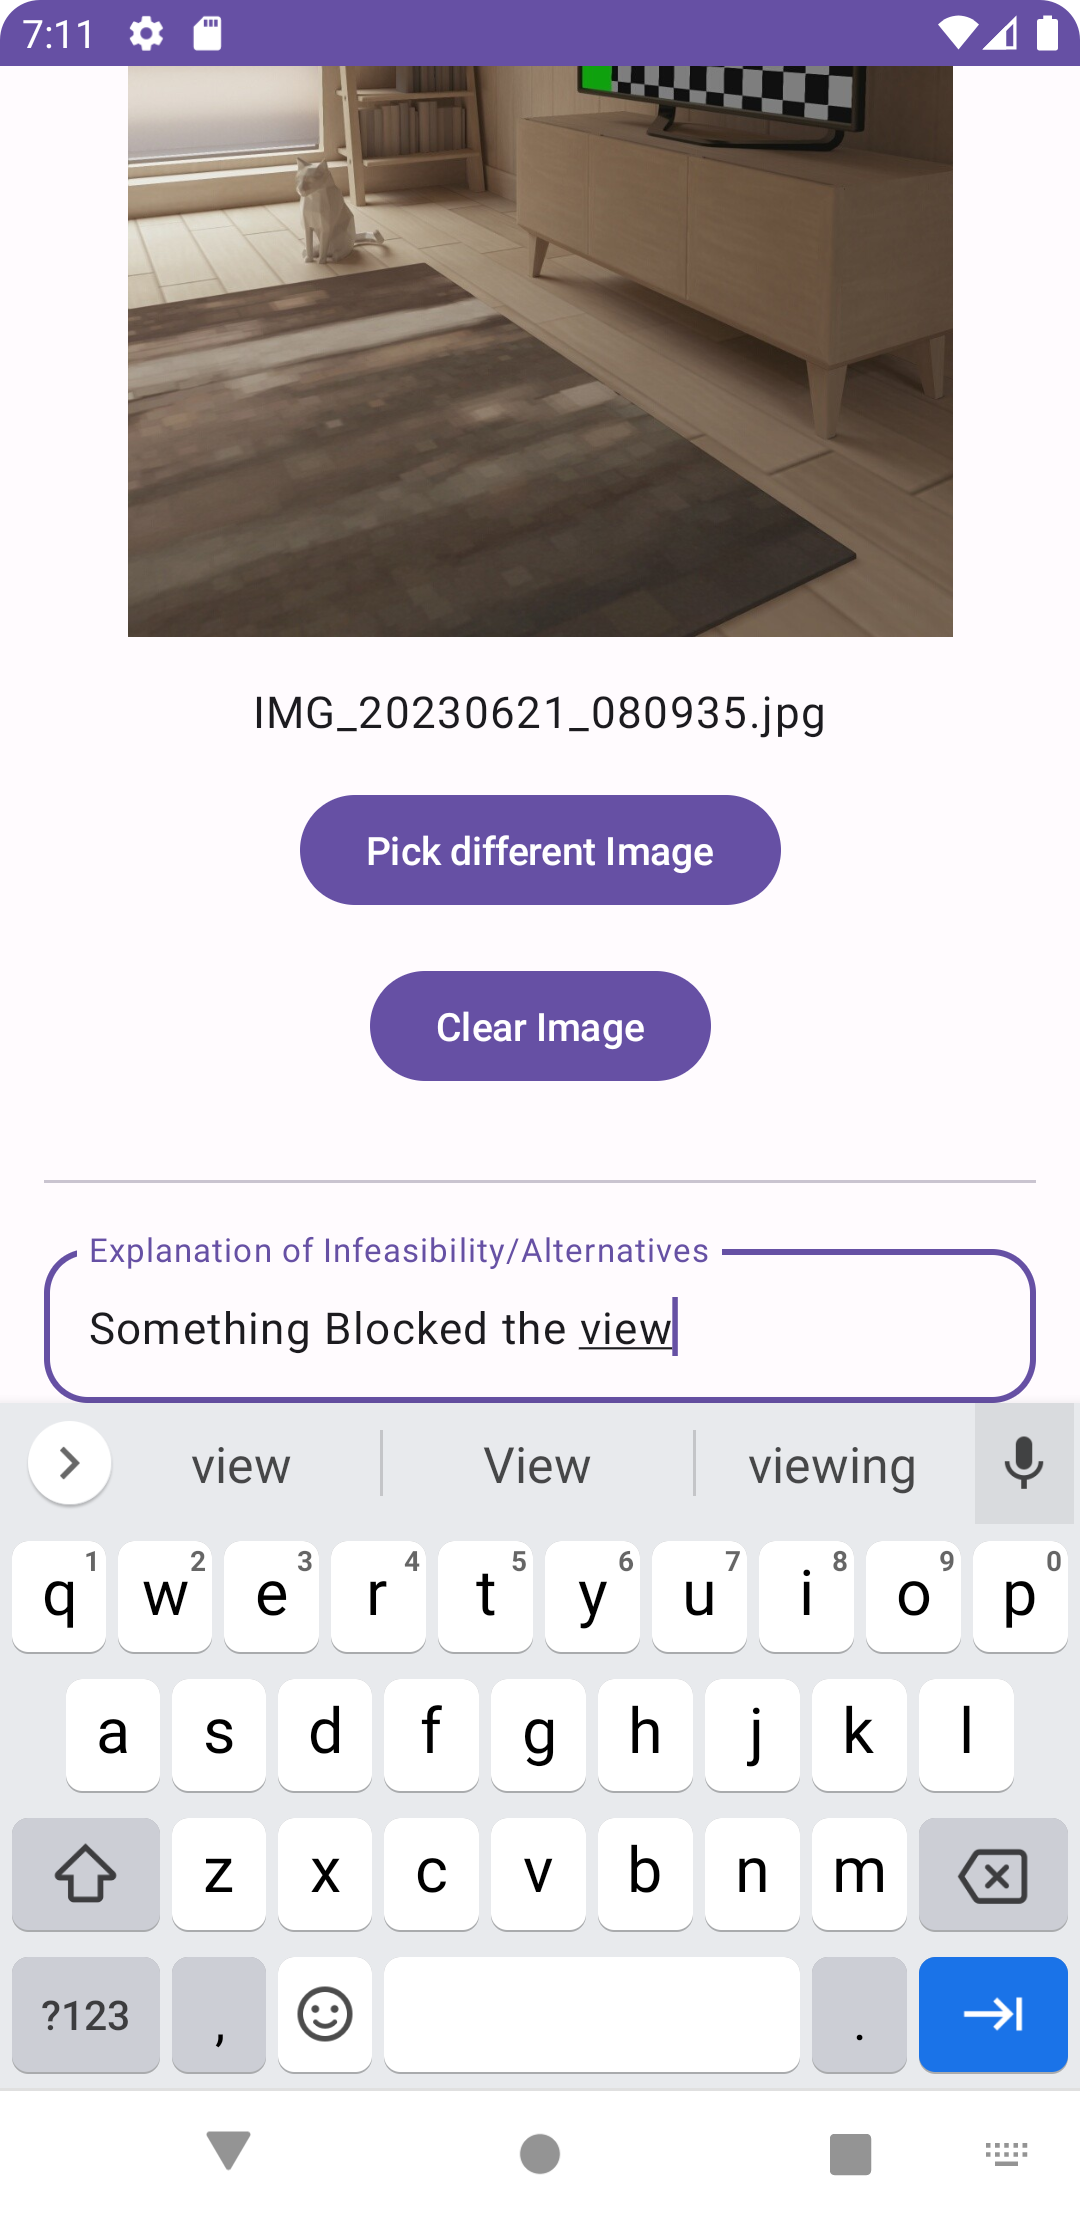 7:11
IMG_20230621_080935.jpg
Pick different Image
Clear Image
Explanation of Infeasibility/Alternatives
Something Blocked the view
view View viewing
q 1 w 2 e 3 r 4 t 5 y 6 u 7 i 8 o 9 p 0
a s d f g h j k l
z x c v b n m
?123 , .